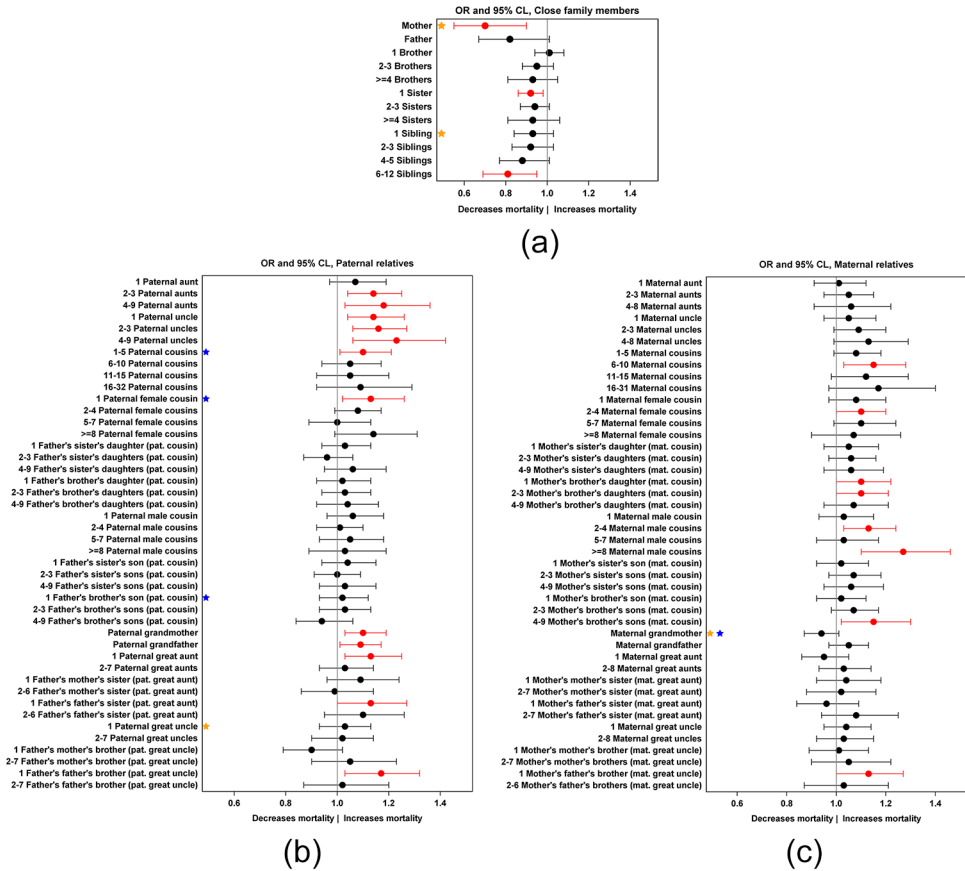 OR and 95% CL, Close family members
Mother
Father
1 Brother
2-3 Brothers
>=4 Brothers
1 Sister
2-3 Sisters
>=4 Sisters
1 Sibling
2-3 Siblings
4-5 Siblings
6-12 Siblings
0.6 0.8 1.0 1.2 1.4
Decreases mortality | Increases mortality
(a)
OR and 95% CL, Paternal relatives
1 Paternal aunt
2-3 Paternal aunts
4-9 Paternal aunts
1 Paternal uncle
2-3 Paternal uncles
4-9 Paternal uncles
1-5 Paternal cousins
6-10 Paternal cousins
11-15 Paternal cousins
16-32 Paternal cousins
1 Paternal female cousin
2-4 Paternal female cousins
5-7 Paternal female cousins
>=8 Paternal female cousins
1 Father's sister's daughter (pat. cousin)
2-3 Father's sister's daughters (pat. cousin)
4-9 Father's sister's daughters (pat. cousin)
1 Father's brother's daughter (pat. cousin)
2-3 Father's brother's daughters (pat. cousin)
4-9 Father's brother's daughters (pat. cousin)
1 Paternal male cousin
2-4 Paternal male cousins
5-7 Paternal male cousins
>=8 Paternal male cousins
1 Father's sister's son (pat. cousin)
2-3 Father's sister's sons (pat. cousin)
4-9 Father's sister's sons (pat. cousin)
1 Father's brother's son (pat. cousin)
2-3 Father's brother's sons (pat. cousin)
4-9 Father's brother's sons (pat. cousin)
Paternal grandmother
Paternal grandfather
1 Paternal great aunt
2-7 Paternal great aunts
1 Father's mother's sister (pat. great aunt)
2-6 Father's mother's sister (pat. great aunt)
1 Father's father's sister (pat. great aunt)
2-6 Father's father's sister (pat. great aunt)
1 Paternal great uncle
2-7 Paternal great uncles
1 Father's mother's brother (pat. great uncle)
2-7 Father's mother's brother (pat. great uncle)
1 Father's father's brother (pat. great uncle)
2-7 Father's father's brother (pat. great uncle)
0.6 0.8 1.0 1.2 1.4
Decreases mortality | Increases mortality
(b)
OR and 95% CL, Maternal relatives
1 Maternal aunt
2-3 Maternal aunts
4-8 Maternal aunts
1 Maternal uncle
2-3 Maternal uncles
4-8 Maternal uncles
1-5 Maternal cousins
6-10 Maternal cousins
11-15 Maternal cousins
16-31 Maternal cousins
1 Maternal female cousin
2-4 Maternal female cousins
5-7 Maternal female cousins
>=8 Maternal female cousins
1 Mother's sister's daughter (mat. cousin)
2-3 Mother's sister's daughters (mat. cousin)
4-9 Mother's sister's daughters (mat. cousin)
1 Mother's brother's daughter (mat. cousin)
2-3 Mother's brother's daughters (mat. cousin)
4-9 Mother's brother's daughters (mat. cousin)
1 Maternal male cousin
2-4 Maternal male cousins
5-7 Maternal male cousins
>=8 Maternal male cousins
1 Mother's sister's son (mat. cousin)
2-3 Mother's sister's sons (mat. cousin)
4-9 Mother's sister's sons (mat. cousin)
1 Mother's brother's son (mat. cousin)
2-3 Mother's brother's sons (mat. cousin)
4-9 Mother's brother's sons (mat. cousin)
Maternal grandmother
Maternal grandfather
1 Maternal great aunt
2-8 Maternal great aunts
1 Mother's mother's sister (mat. great aunt)
2-7 Mother's mother's sister (mat. great aunt)
1 Mother's father's sister (mat. great aunt)
2-7 Mother's father's sister (mat. great aunt)
1 Maternal great uncle
2-8 Maternal great uncles
1 Mother's mother's brother (mat. great uncle)
2-7 Mother's mother's brothers (mat. great uncle)
1 Mother's father's brother (mat. great uncle)
2-6 Mother's father's brothers (mat. great uncle)
0.6 0.8 1.0 1.2 1.4
Decreases mortality | Increases mortality
(c)